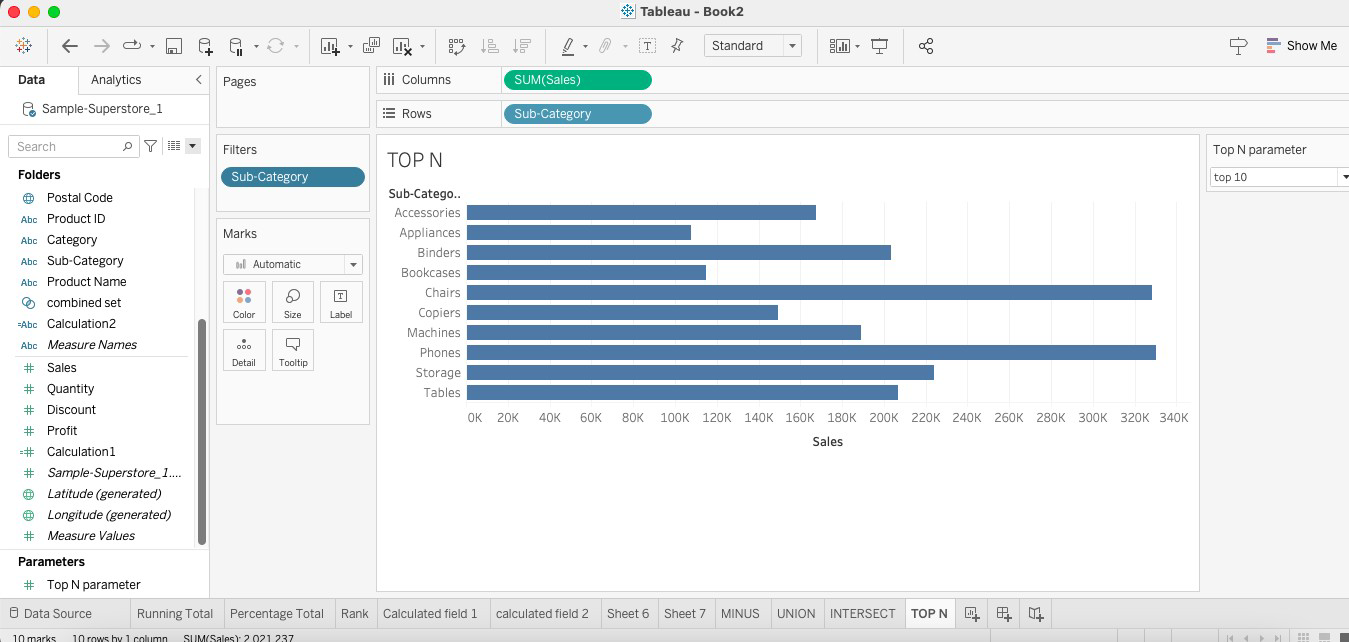 Tableau - Book2
Standard
Show Me
Data
Analytics
Sample-Superstore_1
Search
Folders
Postal Code
Abc Product ID
Abc Category
Abc Sub-Category
Abc Product Name
combined set
=Abc Calculation2
Abc Measure Names
# Sales
# Quantity
# Discount
# Profit
=# Calculation1
# Sample-Superstore_1....
Latitude (generated)
Longitude (generated)
# Measure Values
Parameters
# Top N parameter
Pages
Filters
Sub-Category
Marks
Automatic
Color
Size
Label
Detail
Tooltip
Columns
SUM(Sales)
Rows
Sub-Category
TOP N
Sub-Catego..
Accessories
Appliances
Binders
Bookcases
Chairs
Copiers
Machines
Phones
Storage
Tables
0K 20K 40K 60K 80K 100K 120K 140K 160K 180K 200K 220K 240K 260K 280K 300K 320K 340K
Sales
Top N parameter
top 10
Data Source Running Total Percentage Total Rank Calculated field 1 calculated field 2 Sheet 6 Sheet 7 MINUS UNION INTERSECT TOP N
10 marks 10 rows by 1 column SUM(Sales): 2,021,237